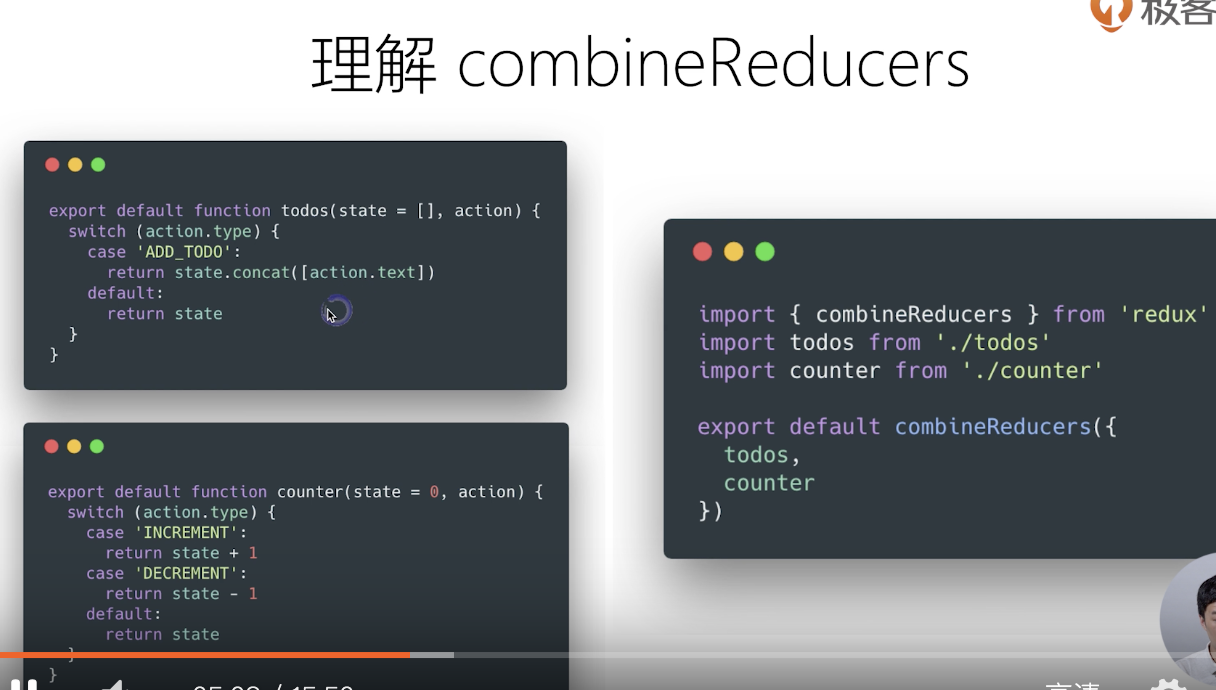 极客
理解 combineReducers
export default function todos(state = [], action) {
switch (action.type) {
case 'ADD_TODO':
return state.concat([action.text])
default:
return state
}
}
export default function counter(state = 0, action) {
switch (action.type) {
case 'INCREMENT':
return state + 1
case 'DECREMENT':
return state - 1
default:
return state
}
}
import { combineReducers } from 'redux'
import todos from './todos'
import counter from './counter'
export default combineReducers({
todos,
counter
})
高清